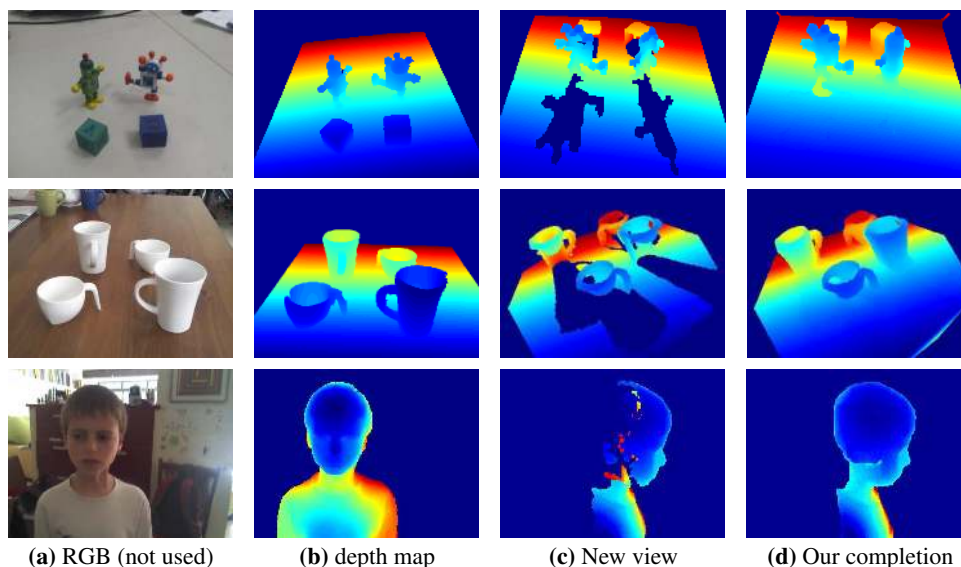 (a) RGB (not used)
(b) depth map
(c) New view
(d) Our completion